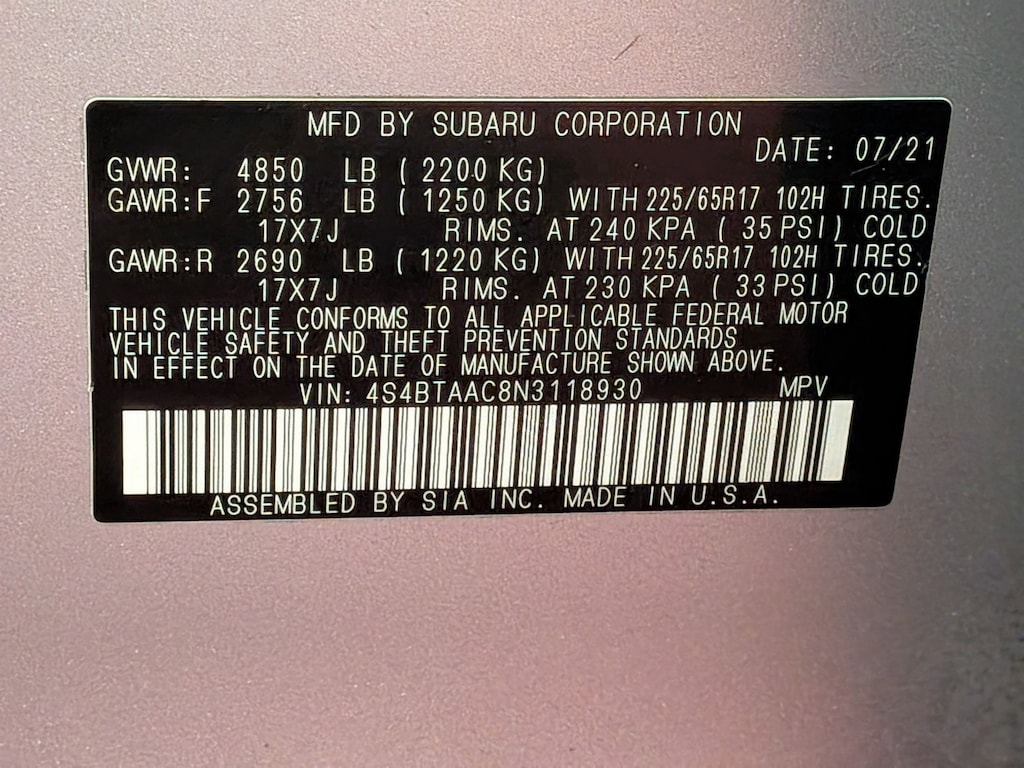 MFD BY SUBARU CORPORATION
DATE: 07/21
GVWR: 4850 LB ( 2200 KG)
GAWR:F 2756 LB ( 1250 KG) WITH 225/65R17 102H TIRES.
17X7J RIMS. AT 240 KPA ( 35 PSI) COLD
GAWR:R 2690 LB ( 1220 KG) WITH 225/65R17 102H TIRES.
17X7J RIMS. AT 230 KPA ( 33 PSI) COLD
THIS VEHICLE CONFORMS TO ALL APPLICABLE FEDERAL MOTOR
VEHICLE SAFETY AND THEFT PREVENTION STANDARDS
IN EFFECT ON THE DATE OF MANUFACTURE SHOWN ABOVE.
VIN: 4S4BTAAC8N3118930 MPV
ASSEMBLED BY SIA INC. MADE IN U.S.A.